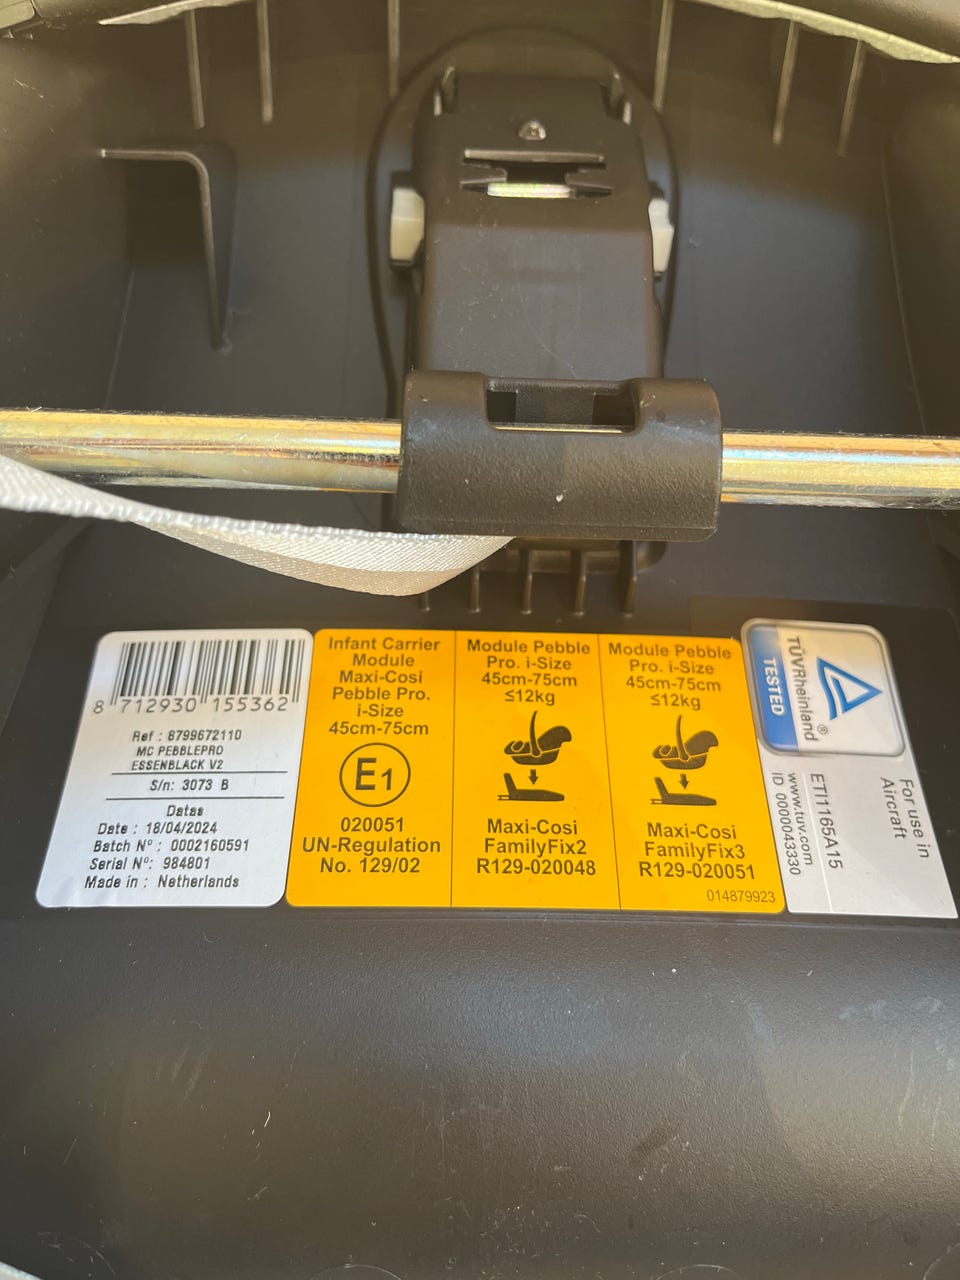 8 712930 155362
Ref : 8799672110
MC PEBBLEPRO
ESSENBLACK V2
S/n: 3073 B
Datas
Date : 18/04/2024
Batch N° : 0002160591
Serial N°: 984801
Made in : Netherlands
Infant Carrier
Module
Maxi-Cosi
Pebble Pro.
i-Size
45cm-75cm
E1
020051
UN-Regulation
No. 129/02
Module Pebble
Pro. i-Size
45cm-75cm
≤12kg
Maxi-Cosi
FamilyFix2
R129-020048
Module Pebble
Pro. i-Size
45cm-75cm
≤12kg
Maxi-Cosi
FamilyFix3
R129-020051
014879923
TÜVRheinland®
TESTED
For use in
Aircraft
ETI1165A15
www.tuv.com
ID 0000043330